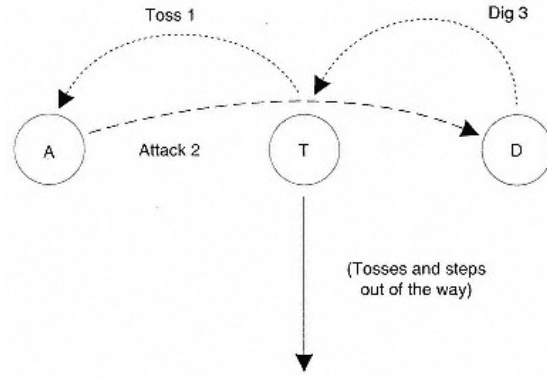 Toss 1
Dig 3
A
Attack 2
T
D
(Tosses and steps
out of the way)